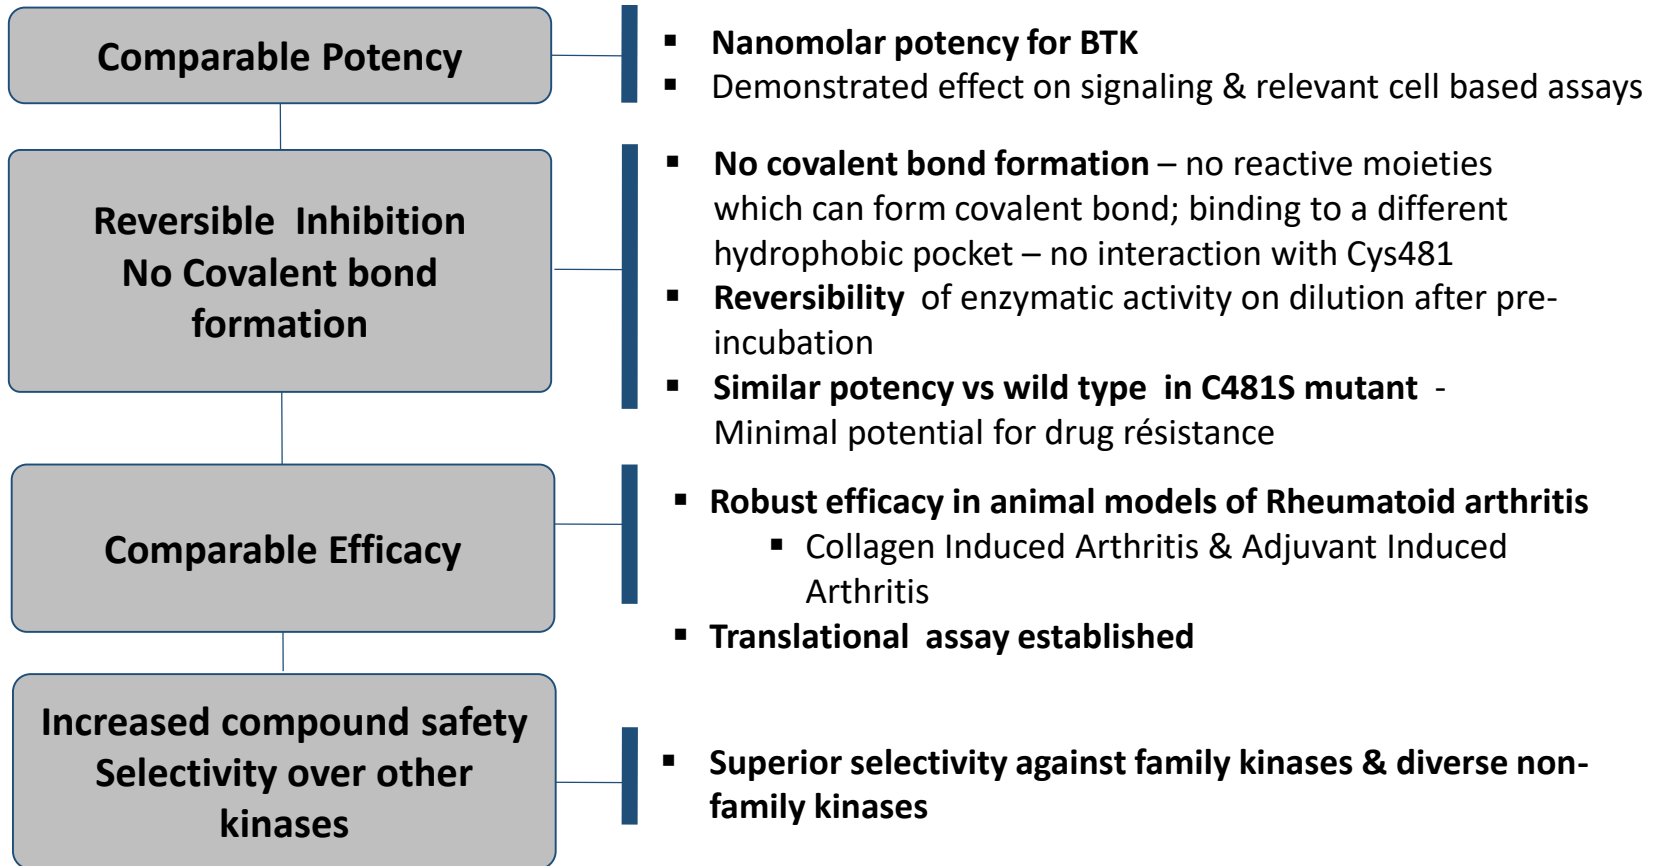 Comparable Potency
▪ Nanomolar potency for BTK
▪ Demonstrated effect on signaling & relevant cell based assays
Reversible Inhibition
No Covalent bond
formation
▪ No covalent bond formation – no reactive moieties
which can form covalent bond; binding to a different
hydrophobic pocket – no interaction with Cys481
▪ Reversibility of enzymatic activity on dilution after pre-
incubation
▪ Similar potency vs wild type in C481S mutant -
Minimal potential for drug résistance
Comparable Efficacy
▪ Robust efficacy in animal models of Rheumatoid arthritis
▪ Collagen Induced Arthritis & Adjuvant Induced
Arthritis
▪ Translational assay established
Increased compound safety
Selectivity over other
kinases
▪ Superior selectivity against family kinases & diverse non-
family kinases